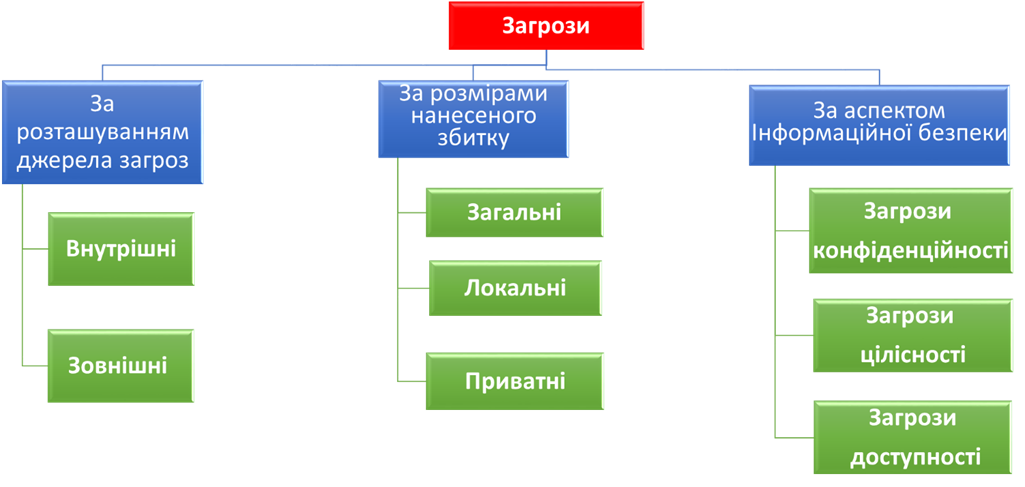 Загрози
За
розташуванням
джерела загроз
Внутрішні
Зовнішні
За розмірами
нанесеного
збитку
Загальні
Локальні
Приватні
За аспектом
Інформаційної безпеки
Загрози
конфіденційності
Загрози
цілісності
Загрози
доступності